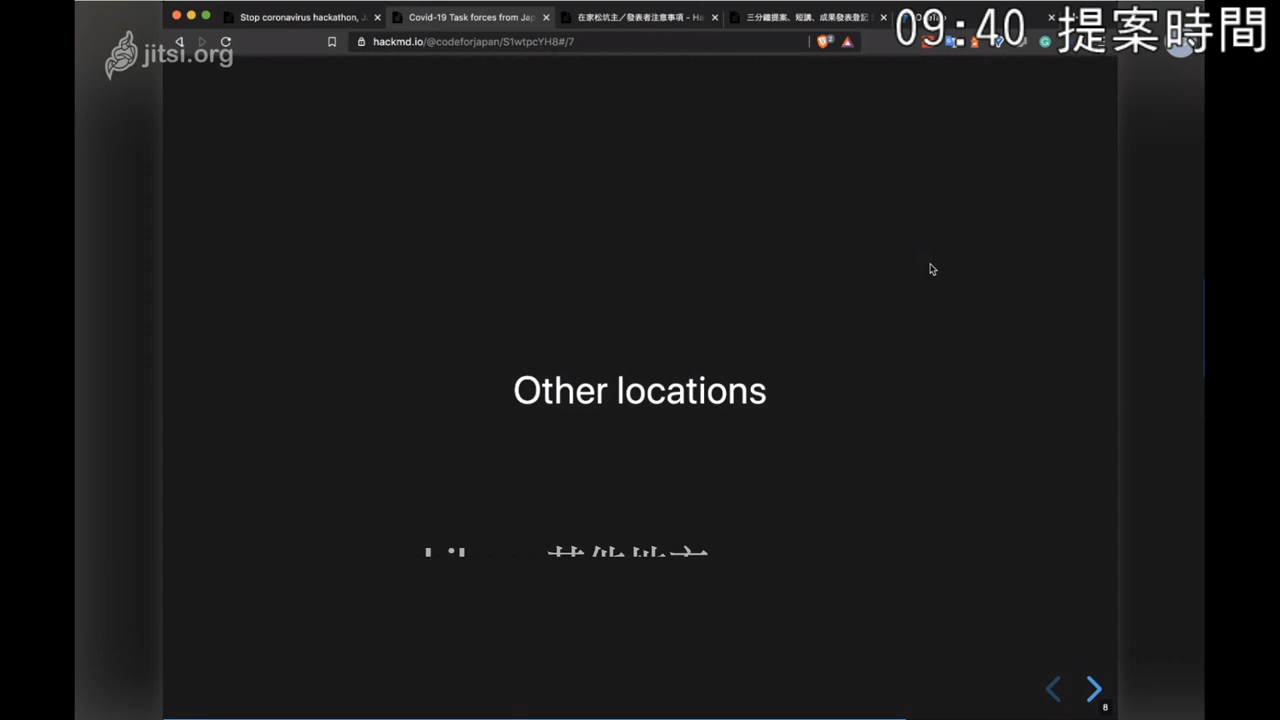 Stop coronavirus hackathon, J
Covid-19 Task forces from Jap
在家松坑主／發表者注意事項 - Ha
三分鐘提案、短講、成果發表登記
09:40 提案時間
jitsi.org
hackmd.io/@codeforjapan/S1wtpcYH8#/7
Other locations
8